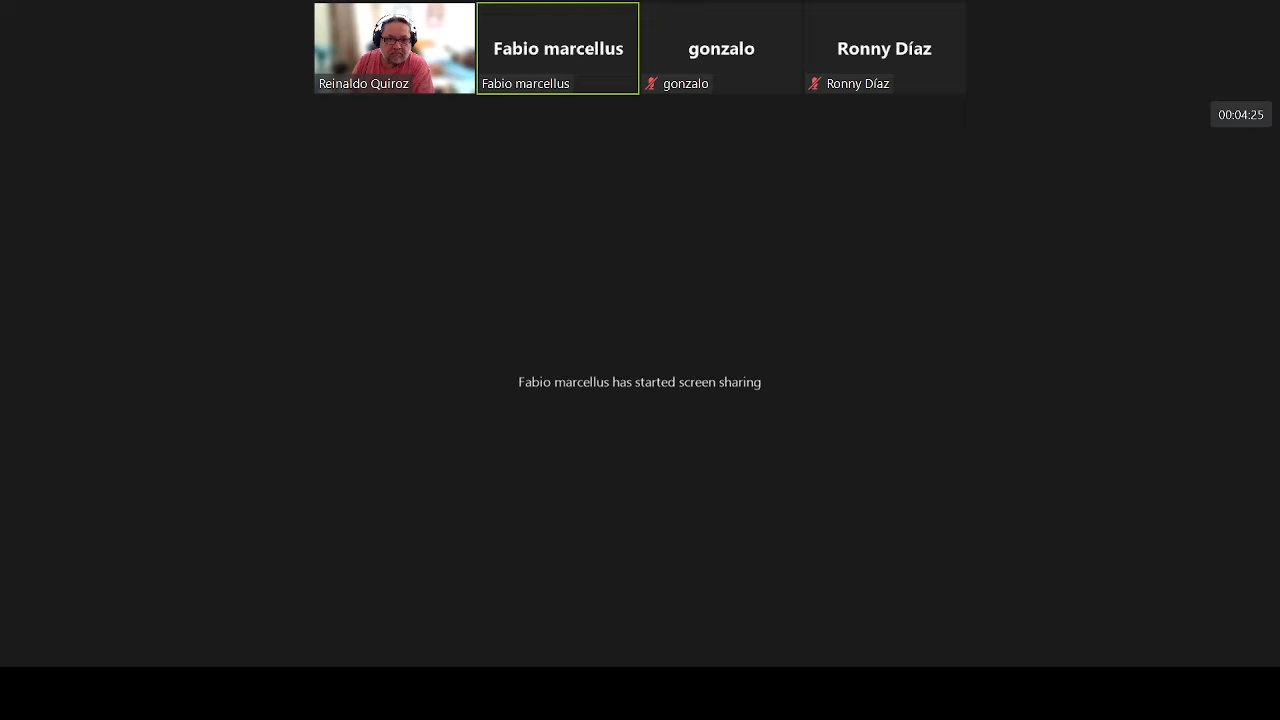 Fabio marcellus
gonzalo
Ronny Díaz
Reinaldo Quiroz
Fabio marcellus
gonzalo
Ronny Díaz
00:04:25
Fabio marcellus has started screen sharing